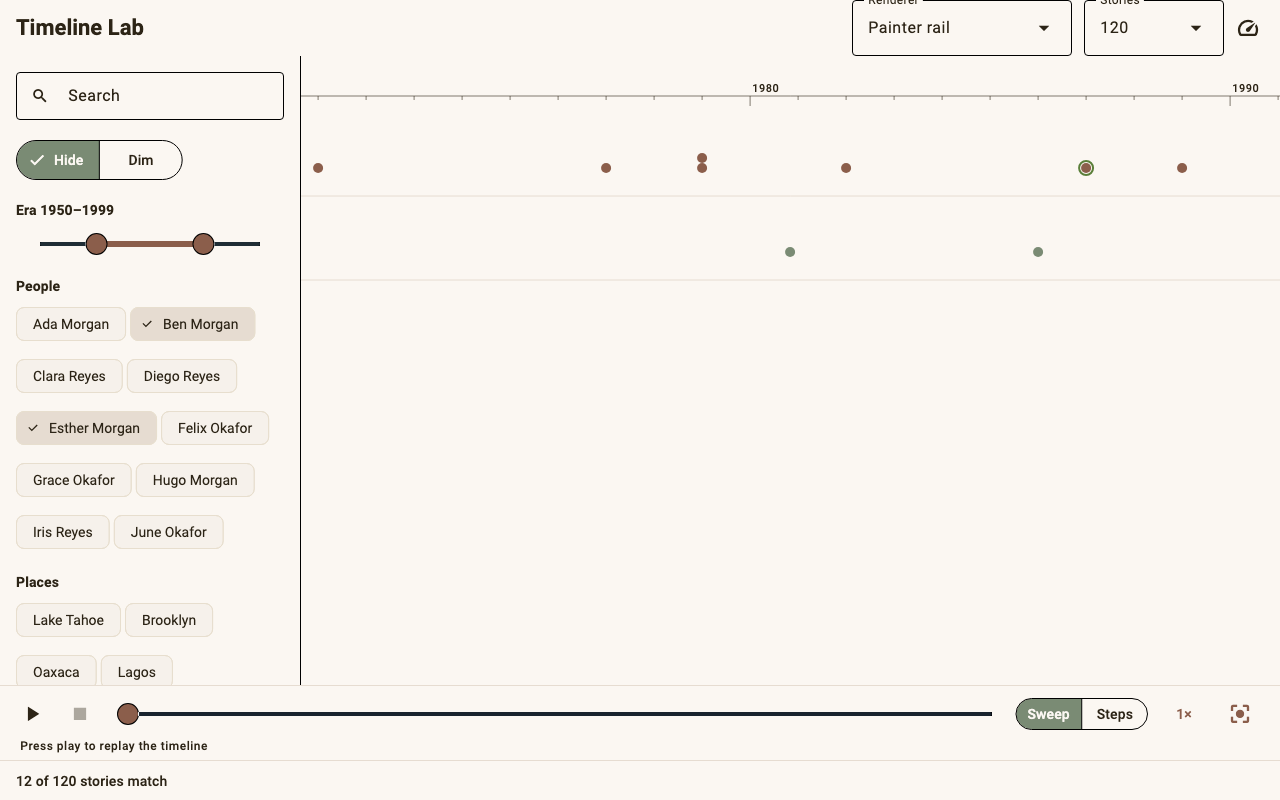 Timeline Lab
Renderer
Stories
Painter rail
120
Search
1980
1990
Hide
Dim
Era 1950–1999
People
Ada Morgan
Ben Morgan
Clara Reyes
Diego Reyes
Esther Morgan
Felix Okafor
Grace Okafor
Hugo Morgan
Iris Reyes
June Okafor
Places
Lake Tahoe
Brooklyn
Oaxaca
Lagos
Sweep
Steps
1×
Press play to replay the timeline
12 of 120 stories match